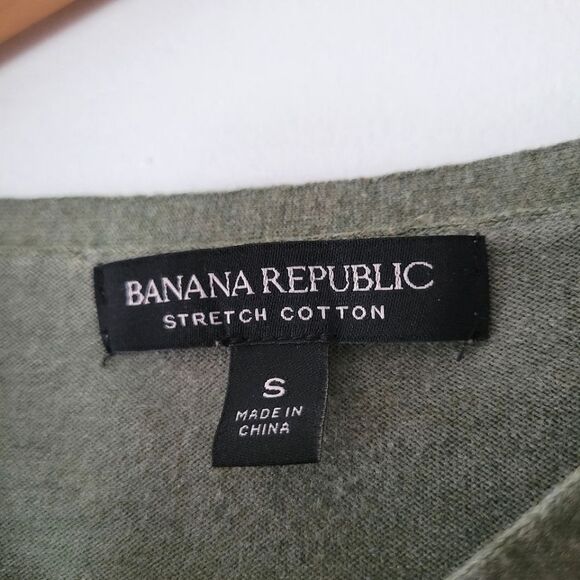 BANANA REPUBLIC
STRETCH COTTON
S
MADE IN
CHINA